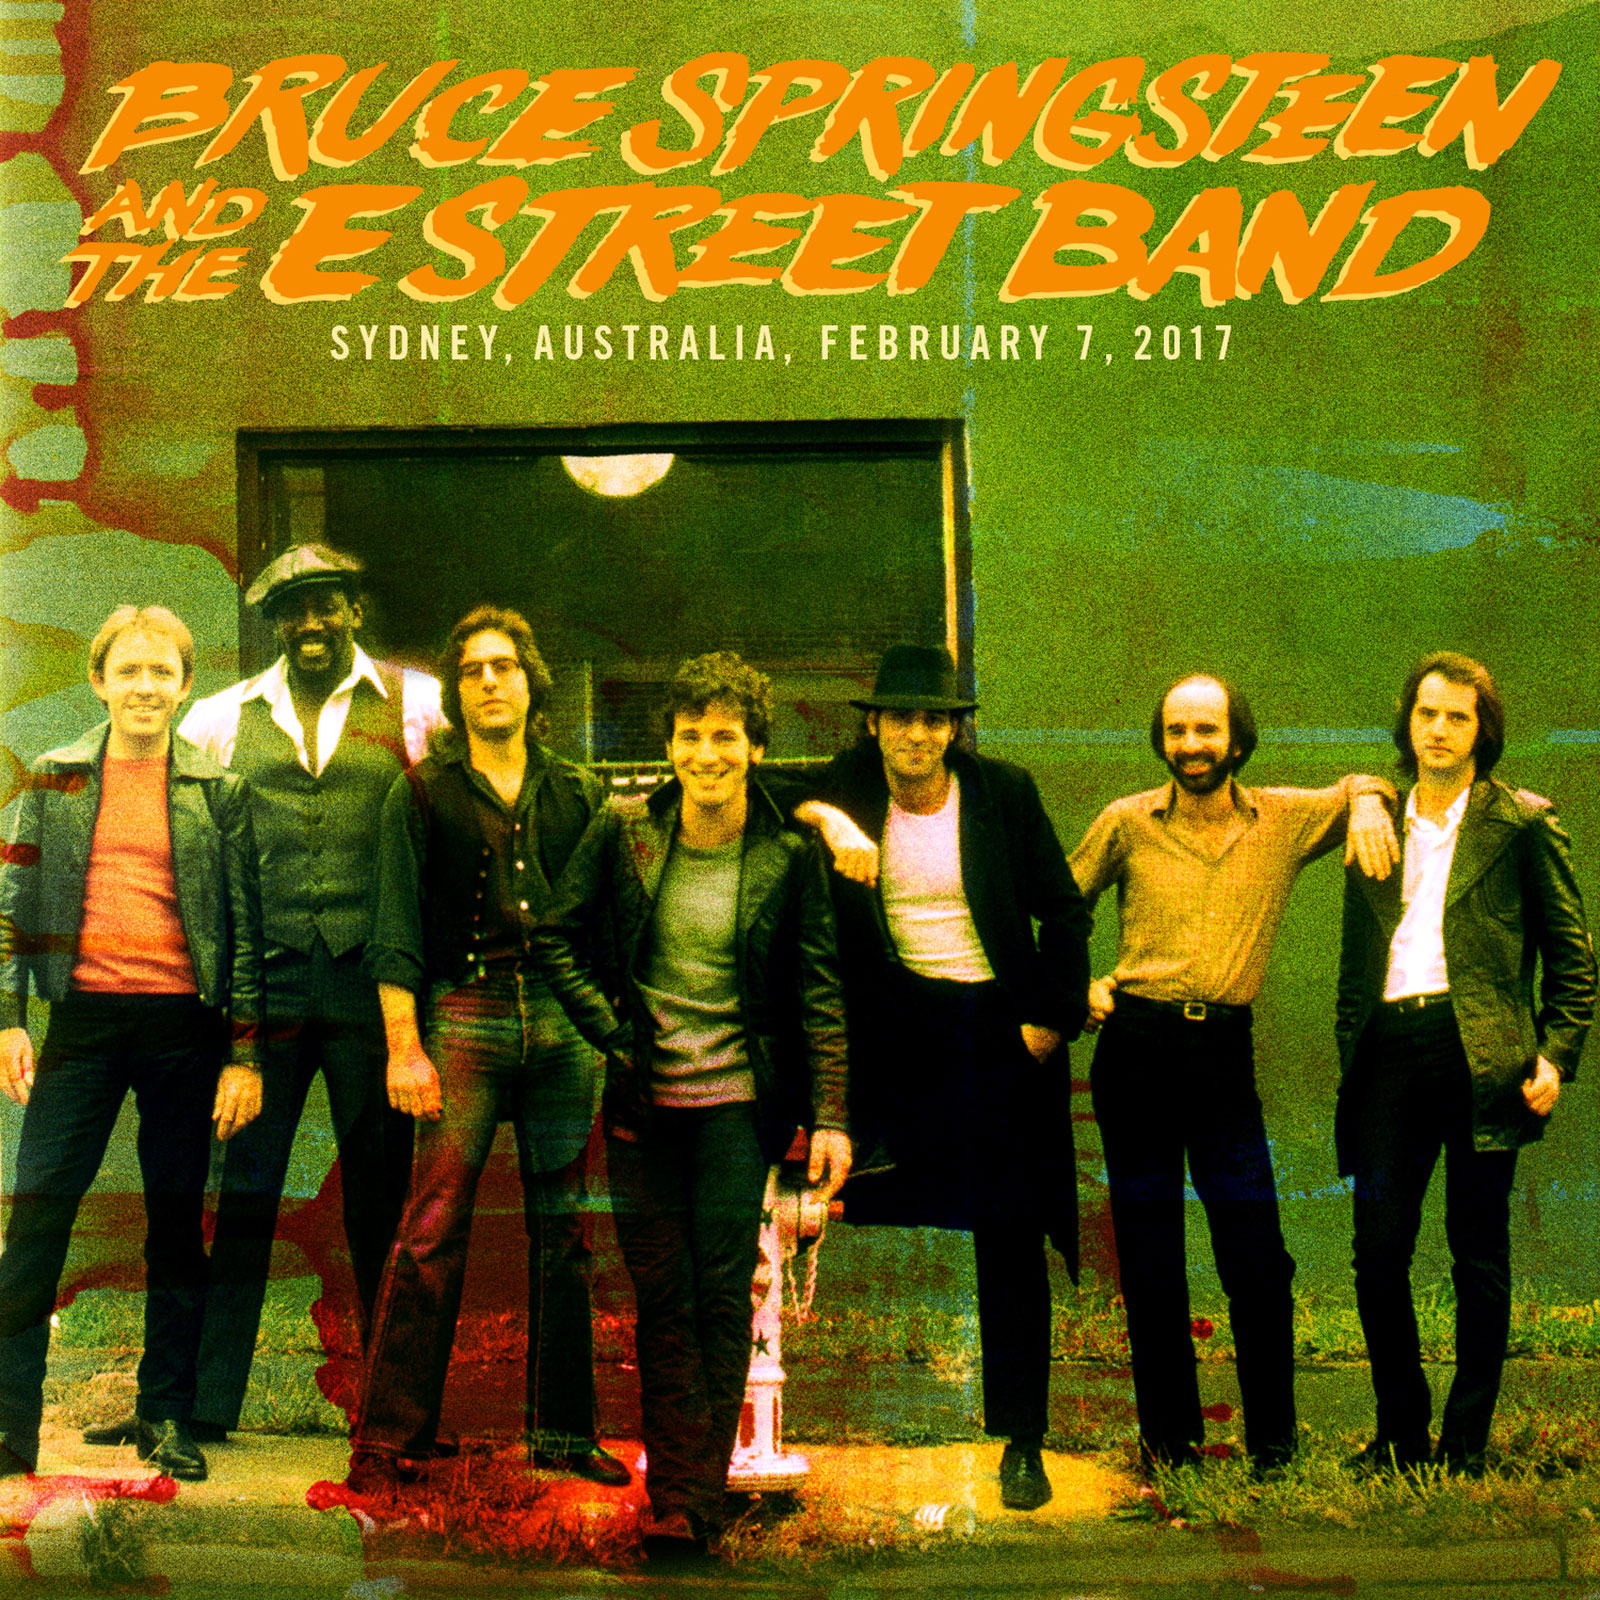 BRUCE SPRINGSTEEN
AND THE E STREET BAND
SYDNEY, AUSTRALIA, FEBRUARY 7, 2017